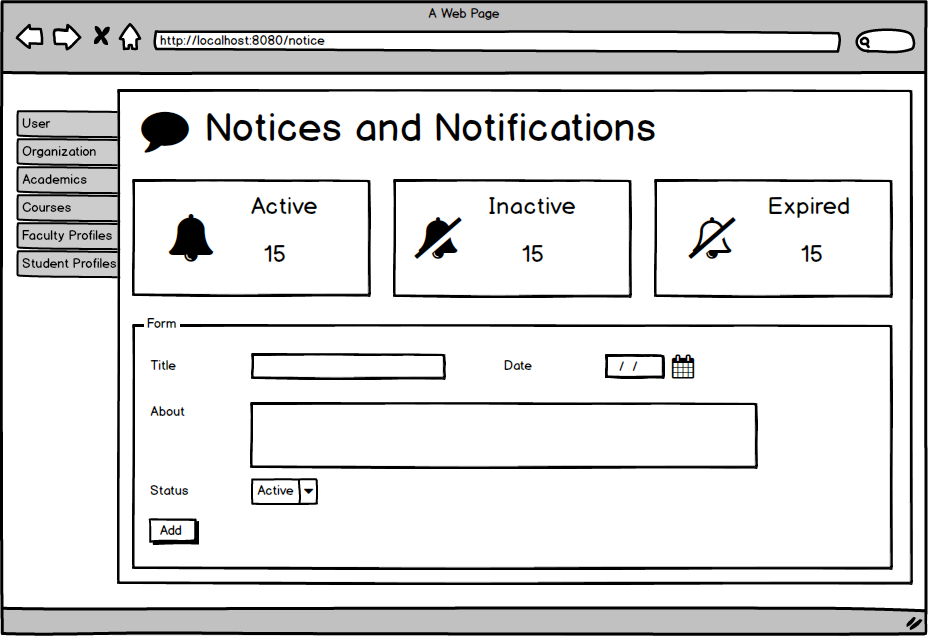 A Web Page
http://localhost:8080/notice
User
Organization
Academics
Courses
Faculty Profiles
Student Profiles
Notices and Notifications
Active
15
Inactive
15
Expired
15
Form
Title
Date
/ /
About
Status
Active
Add